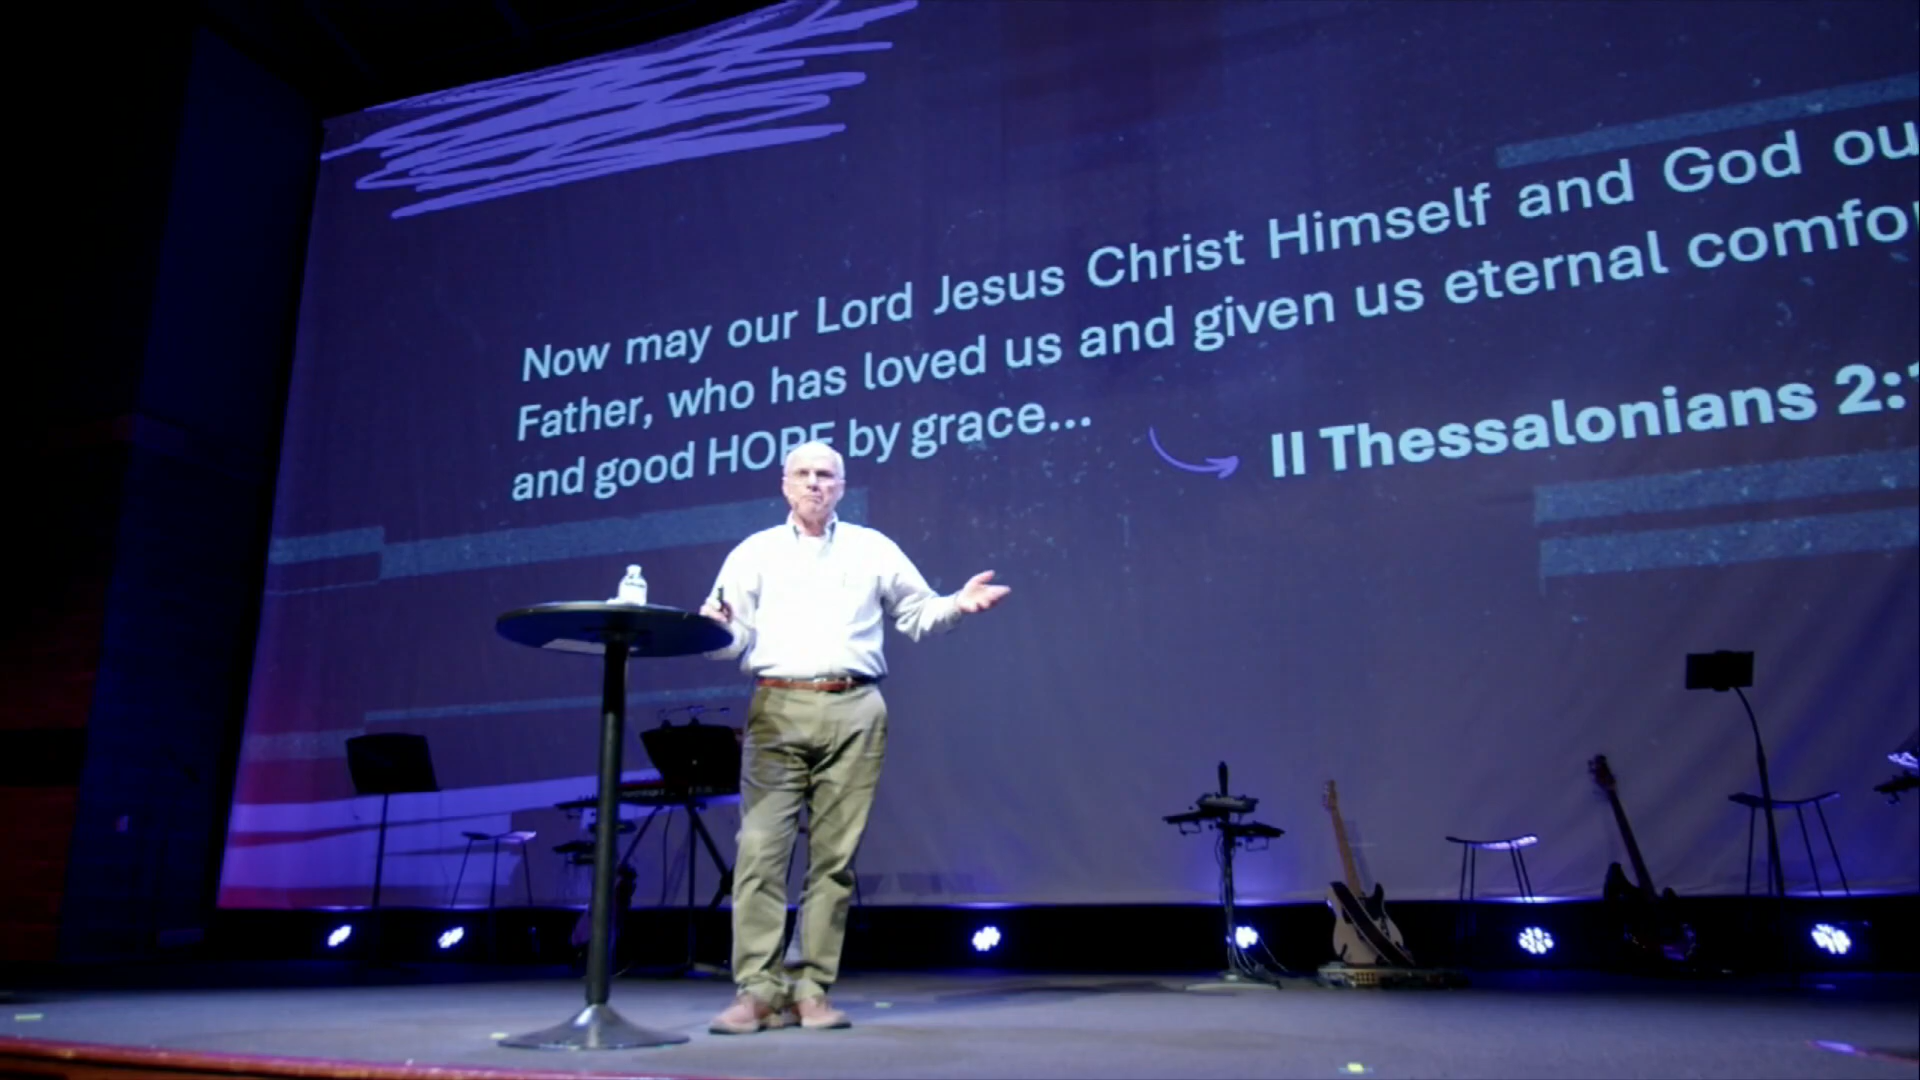 Now may our Lord Jesus Christ Himself and God ou
Father, who has loved us and given us eternal comfo
and good HOPE by grace...
II Thessalonians 2: